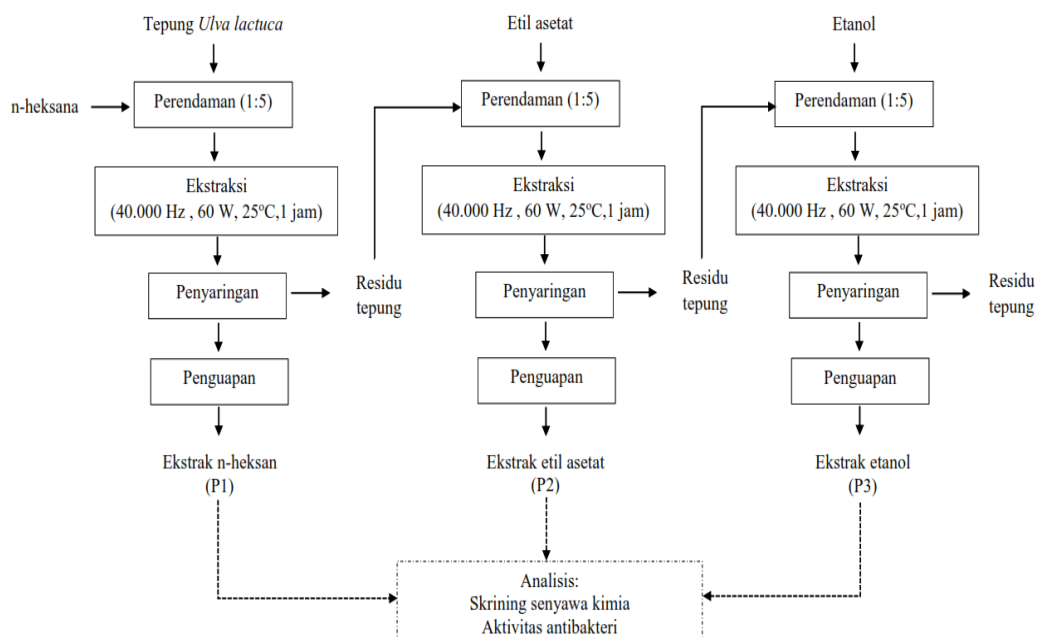 Tepung Ulva lactuca
n-heksana
Perendaman (1:5)
Ekstraksi
(40.000 Hz , 60 W, 25°C,1 jam)
Penyaringan
Residu
tepung
Penguapan
Ekstrak n-heksan
(P1)
Etil asetat
Perendaman (1:5)
Ekstraksi
(40.000 Hz , 60 W, 25°C,1 jam)
Penyaringan
Residu
tepung
Penguapan
Ekstrak etil asetat
(P2)
Etanol
Perendaman (1:5)
Ekstraksi
(40.000 Hz , 60 W, 25°C,1 jam)
Penyaringan
Residu
tepung
Penguapan
Ekstrak etanol
(P3)
Analisis:
Skrining senyawa kimia
Aktivitas antibakteri